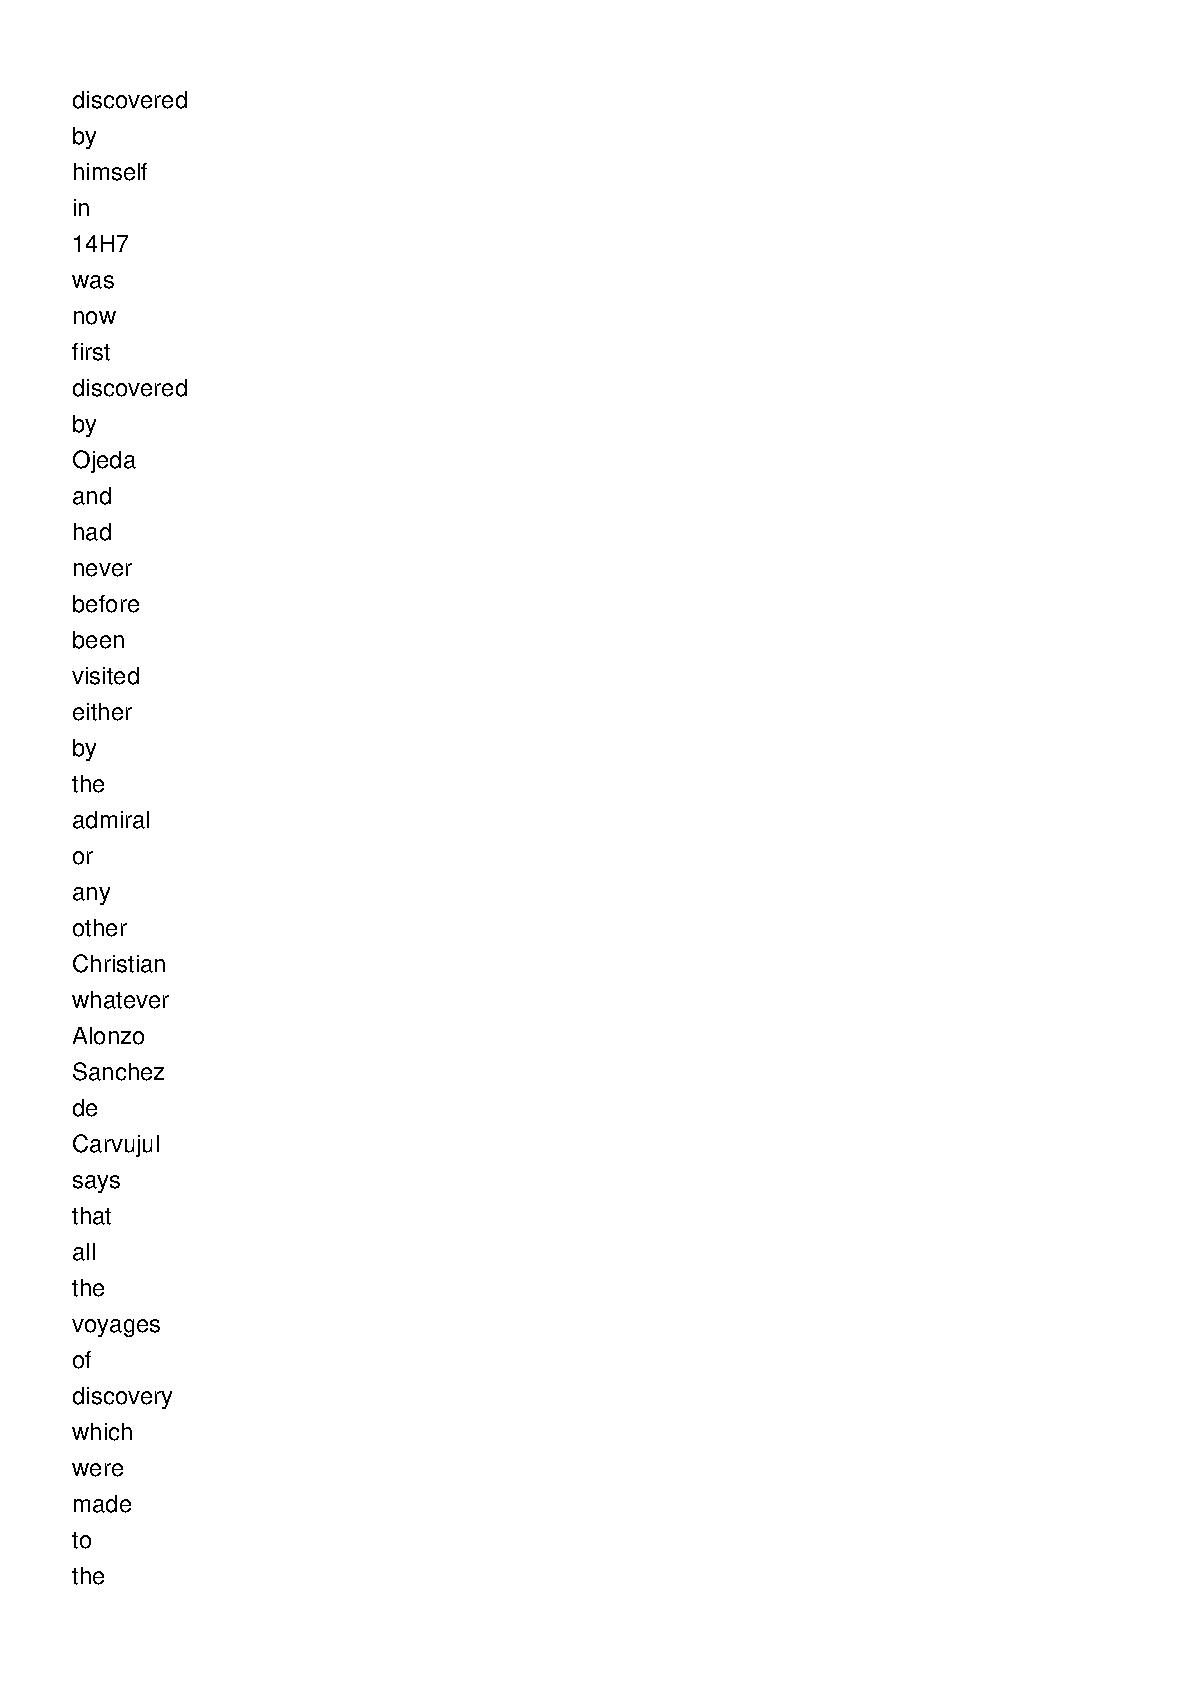 discovered
by
himself
in
14H7
was
now
first
discovered
by
Ojeda
and
had
never
before
been
visited
either
by
the
admiral
or
any
other
Christian
whatever
Alonzo
Sanchez
de
Carvujul
says
that
all
the
voyages
of
discovery
which
were
made
to
the